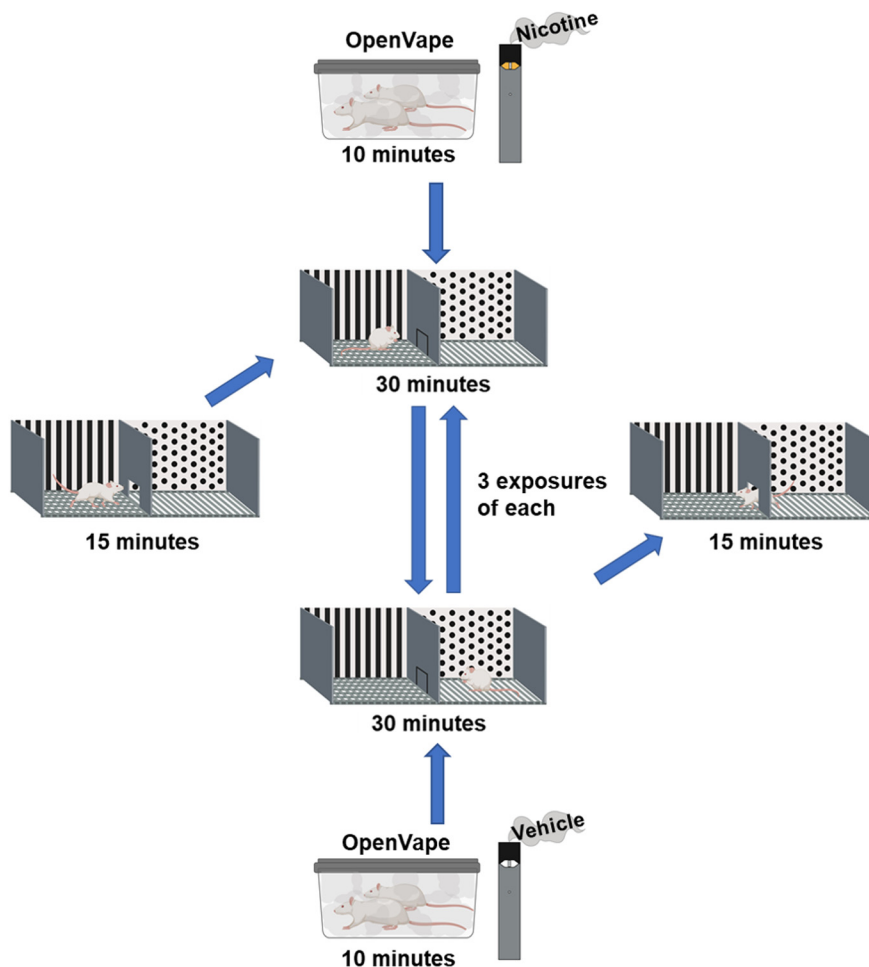 OpenVape
Nicotine
10 minutes
30 minutes
15 minutes
3 exposures
of each
15 minutes
30 minutes
OpenVape
Vehicle
10 minutes